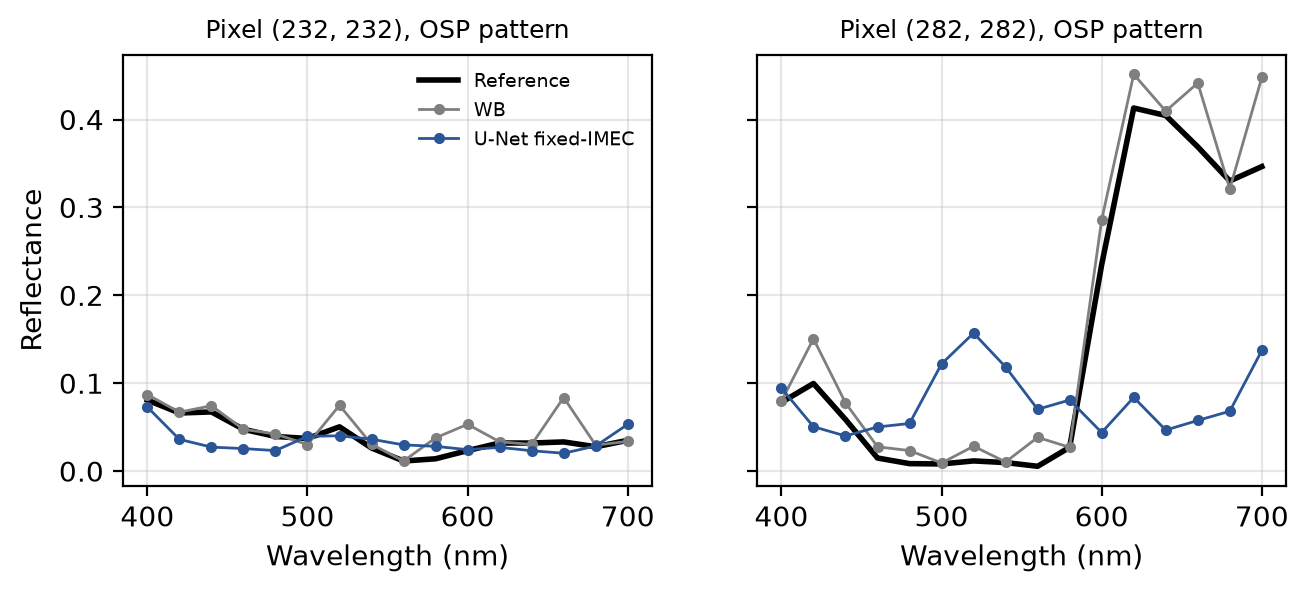 Pixel (232, 232), OSP pattern
Reference
WB
U-Net fixed-IMEC
Reflectance
0.4
0.3
0.2
0.1
0.0
400 500 600 700
Wavelength (nm)
Pixel (282, 282), OSP pattern
400 500 600 700
Wavelength (nm)